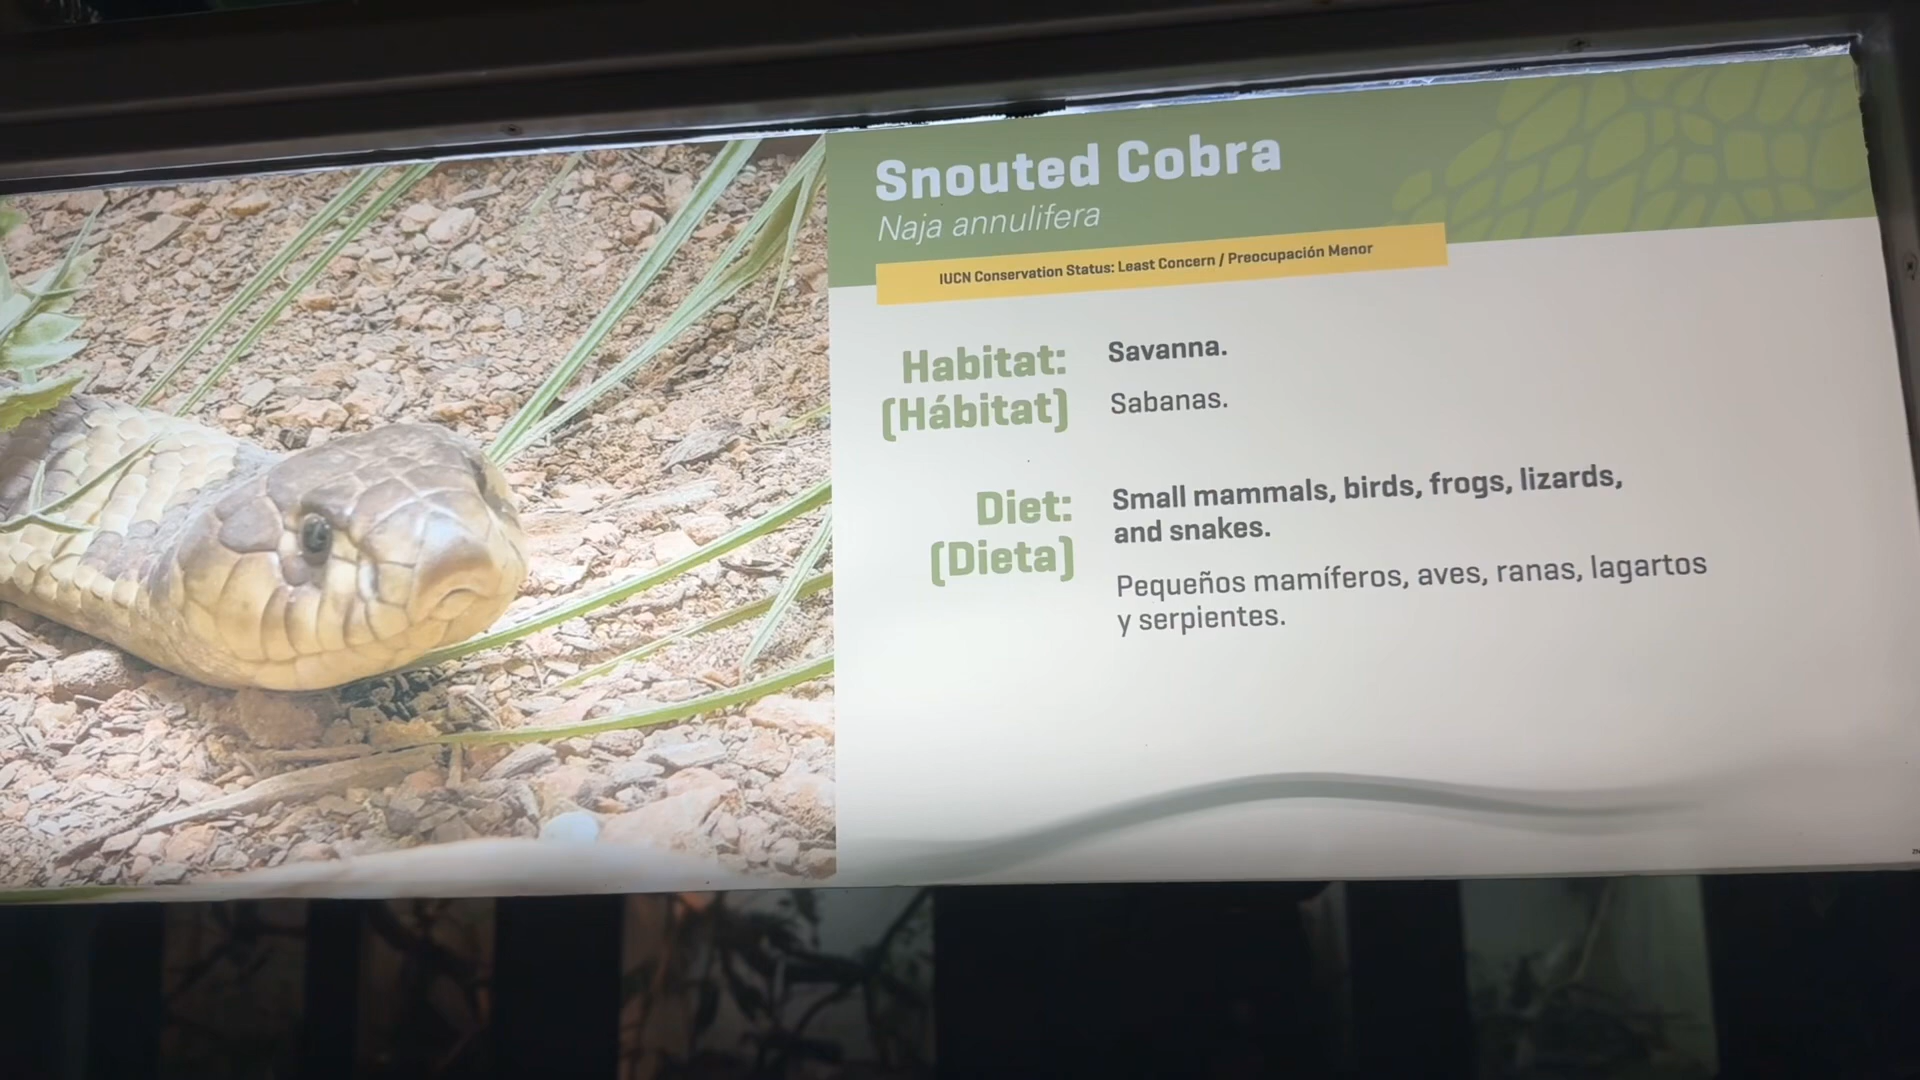 Snouted Cobra
Naja annulifera
IUCN Conservation Status: Least Concern / Preocupación Menor
Habitat:
(Hábitat)
Savanna.
Sabanas.
Diet:
(Dieta)
Small mammals, birds, frogs, lizards,
and snakes.
Pequeños mamíferos, aves, ranas, lagartos
y serpientes.